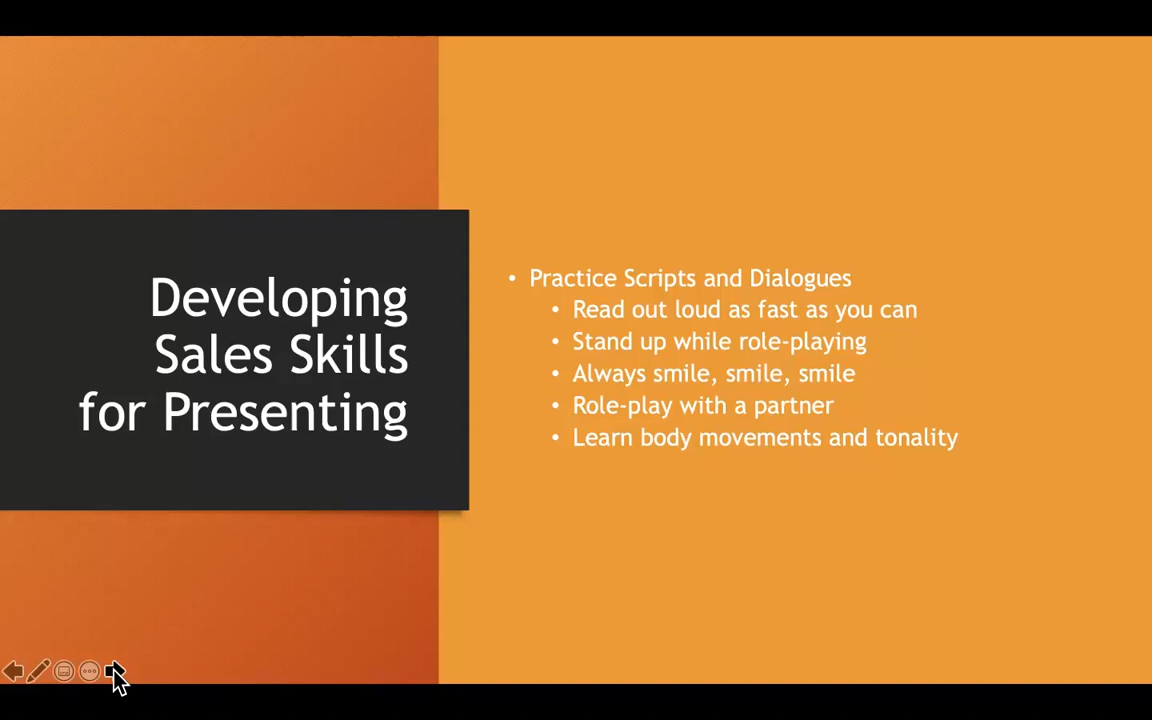 Developing
Sales Skills
for Presenting
• Practice Scripts and Dialogues
• Read out loud as fast as you can
• Stand up while role-playing
• Always smile, smile, smile
• Role-play with a partner
• Learn body movements and tonality